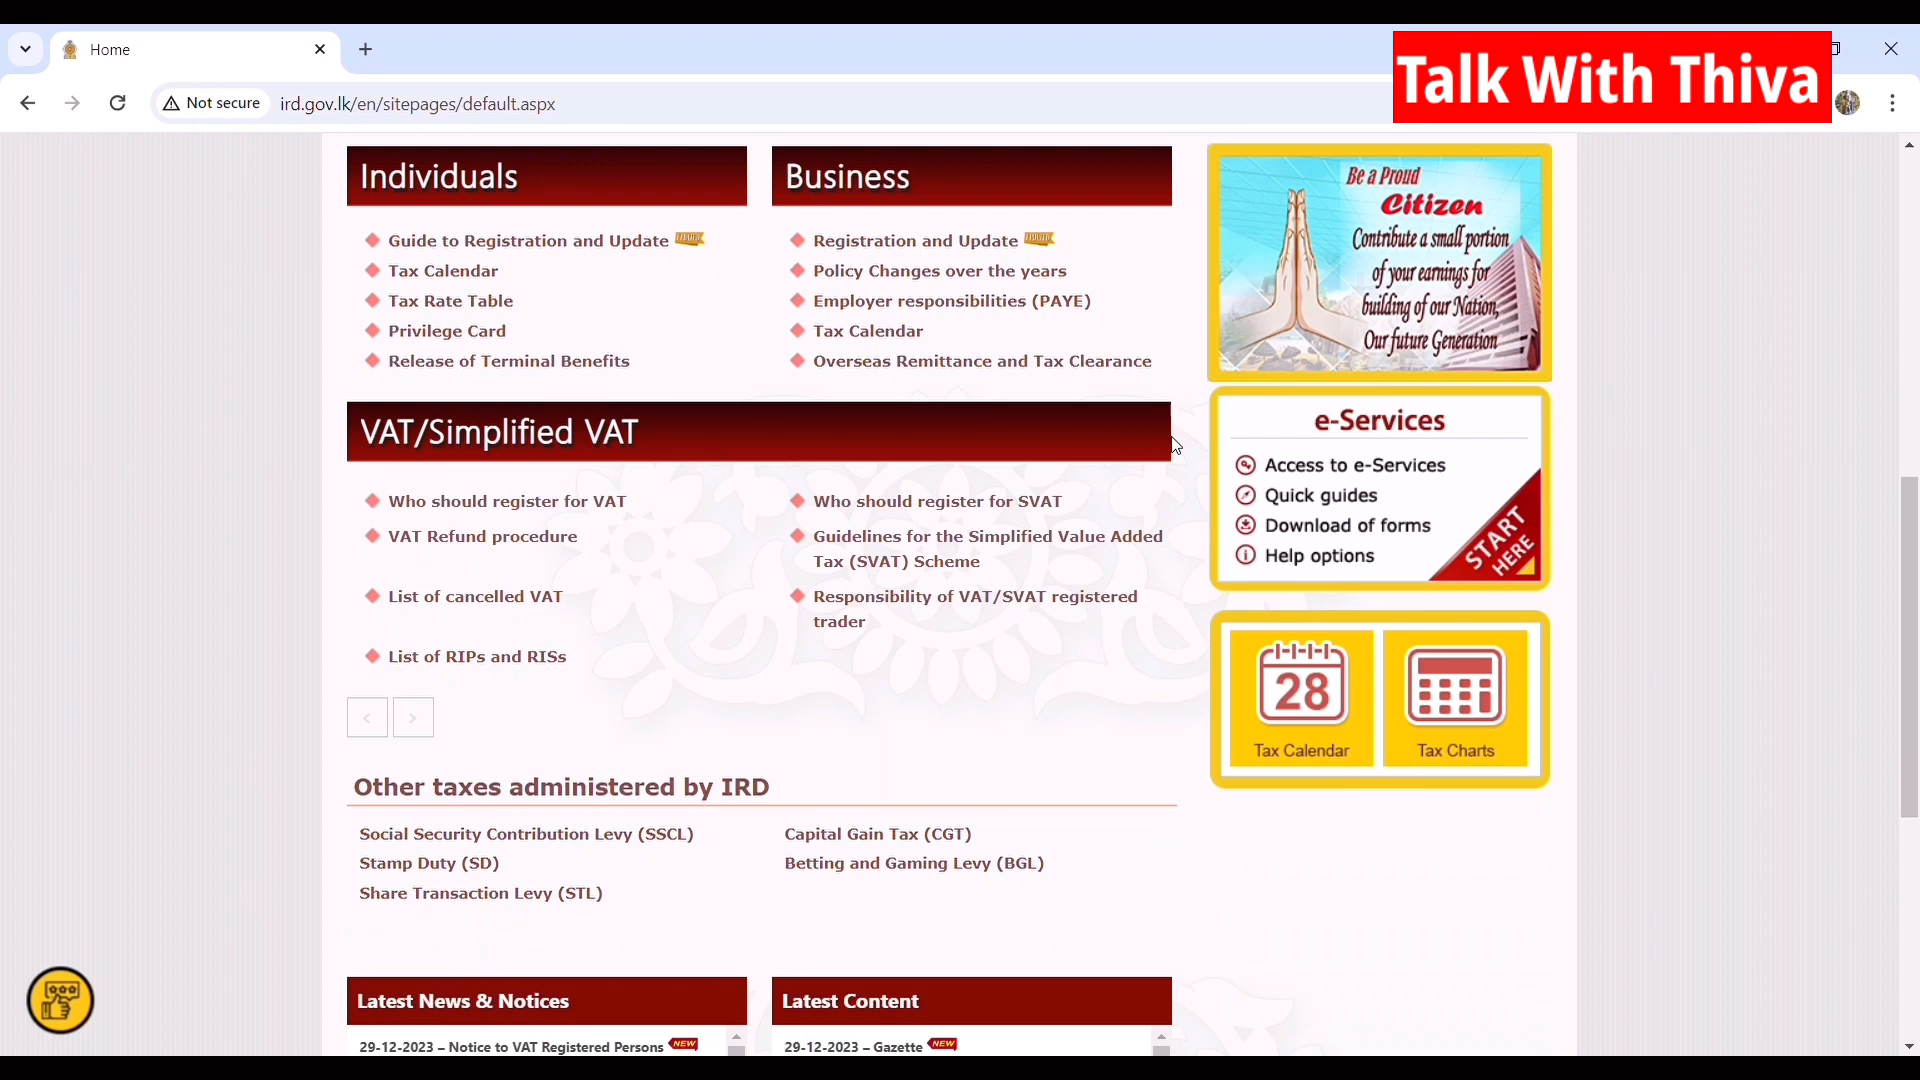 Home
Talk With Thiva
Not secure
ird.gov.lk/en/sitepages/default.aspx
Individuals
Guide to Registration and Update
Tax Calendar
Tax Rate Table
Privilege Card
Release of Terminal Benefits
Business
Registration and Update
Policy Changes over the years
Employer responsibilities (PAYE)
Tax Calendar
Overseas Remittance and Tax Clearance
Be a Proud
Citizen
Contribute a small portion
of your earnings for
building of our Nation,
Our future Generation
VAT/Simplified VAT
Who should register for VAT
VAT Refund procedure
List of cancelled VAT
List of RIPs and RISs
Who should register for SVAT
Guidelines for the Simplified Value Added
Tax (SVAT) Scheme
Responsibility of VAT/SVAT registered
trader
< >
e-Services
Access to e-Services
Quick guides
Download of forms
Help options
START
HERE
28
Tax Calendar
Tax Charts
Other taxes administered by IRD
Social Security Contribution Levy (SSCL)
Stamp Duty (SD)
Share Transaction Levy (STL)
Capital Gain Tax (CGT)
Betting and Gaming Levy (BGL)
Latest News & Notices
29-12-2023 – Notice to VAT Registered Persons NEW
Latest Content
29-12-2023 – Gazette NEW